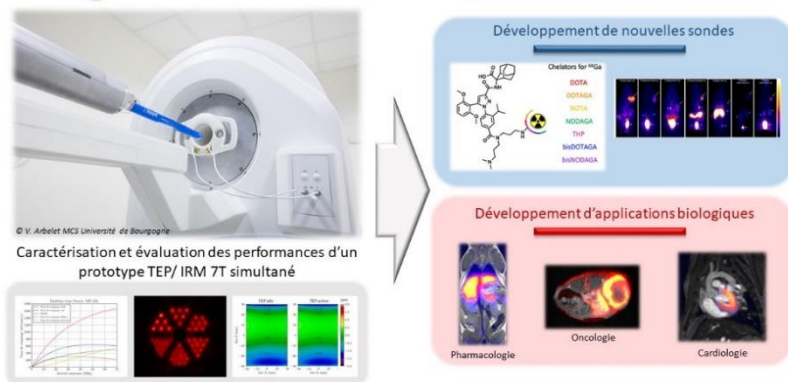 © V. Arbelet MCS Université de Bourgogne
Caractérisation et évaluation des performances d'un
prototype TEP/ IRM 7T simultané
Développement de nouvelles sondes
Chelators for ⁶⁸Ga
DOTA
DOTAGA
NOTA
NODAGA
THP
bisDOTAGA
bisNODAGA
Développement d'applications biologiques
Pharmacologie
Oncologie
Cardiologie